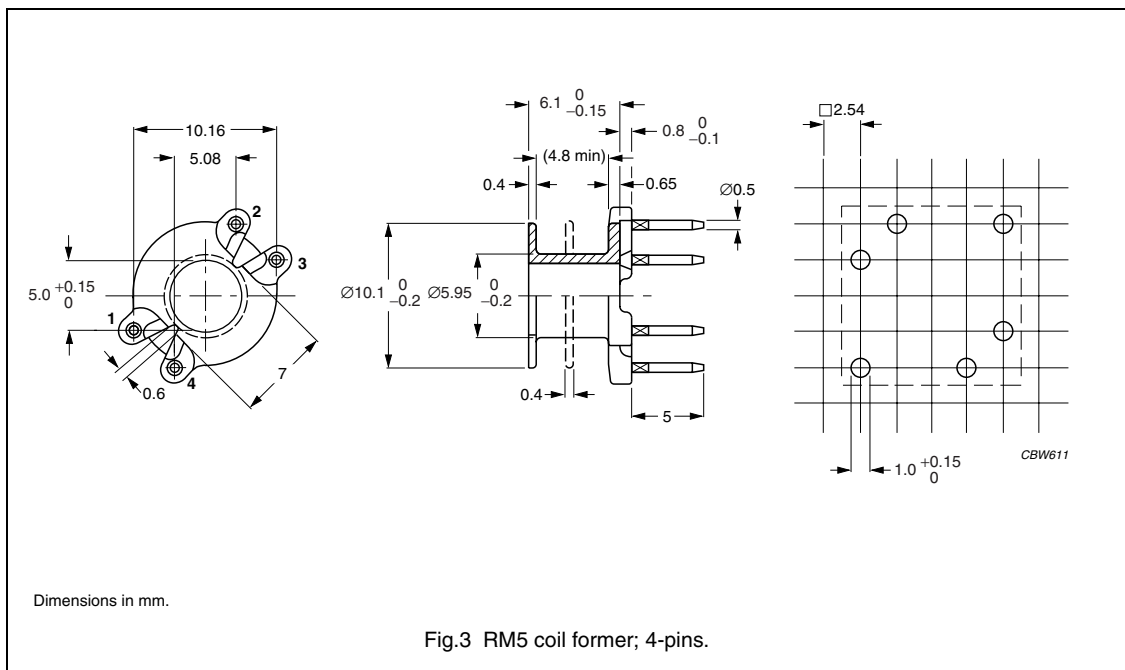 10.16
5.08
2
3
5.0 +0.15 0
1
4
0.6
7
6.1 0 −0.15
0.8 0 −0.1
(4.8 min)
0.4
0.65
∅0.5
∅10.1 0 −0.2
∅5.95 0 −0.2
0.4
5
□2.54
1.0 +0.15 0
CBW611
Dimensions in mm.
Fig.3 RM5 coil former; 4-pins.